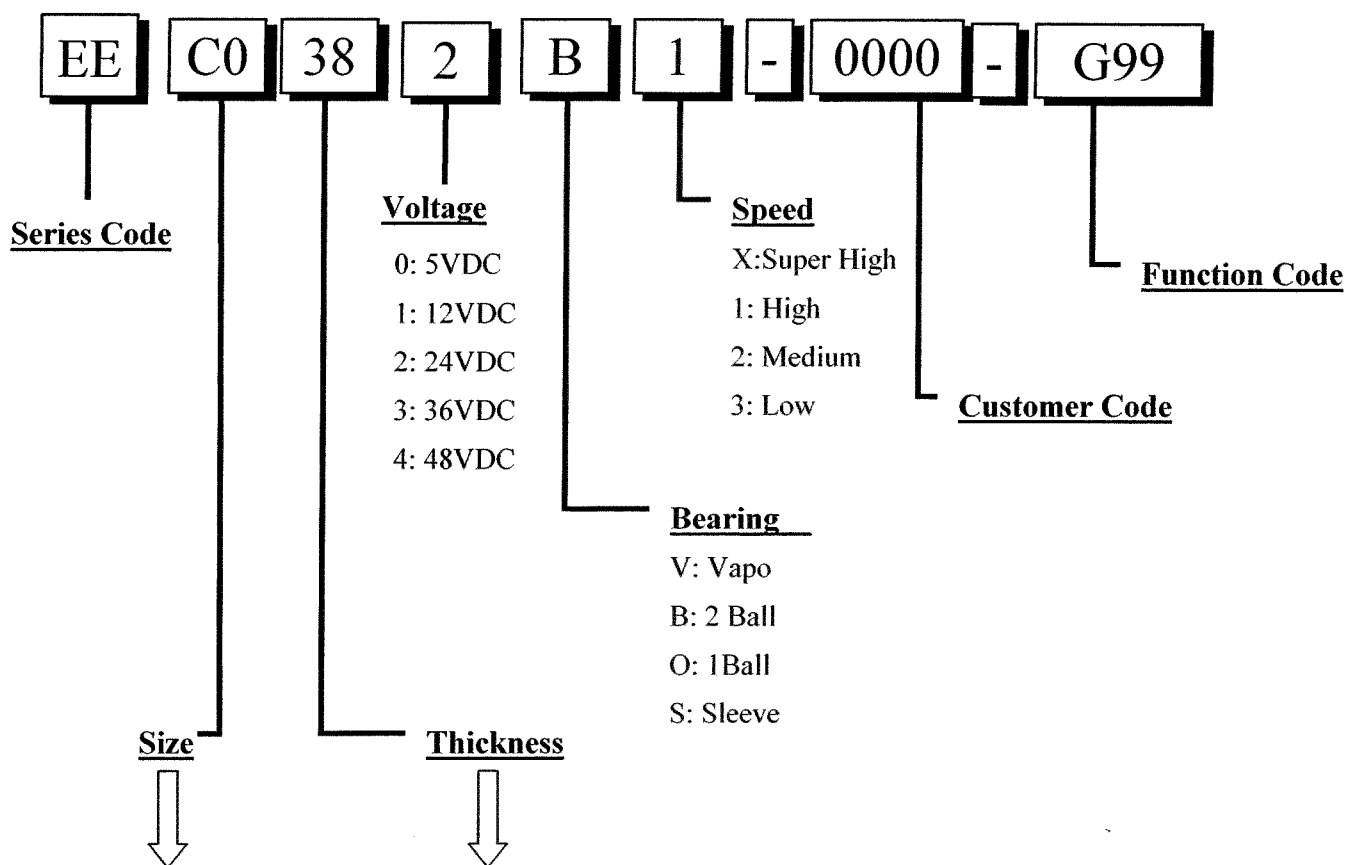 EE C0 38 2 B 1 - 0000 - G99
Series Code
Voltage
0: 5VDC
1: 12VDC
2: 24VDC
3: 36VDC
4: 48VDC
Speed
X:Super High
1: High
2: Medium
3: Low
Function Code
Customer Code
Bearing
V: Vapo
B: 2 Ball
O: 1Ball
S: Sleeve
Size
Thickness